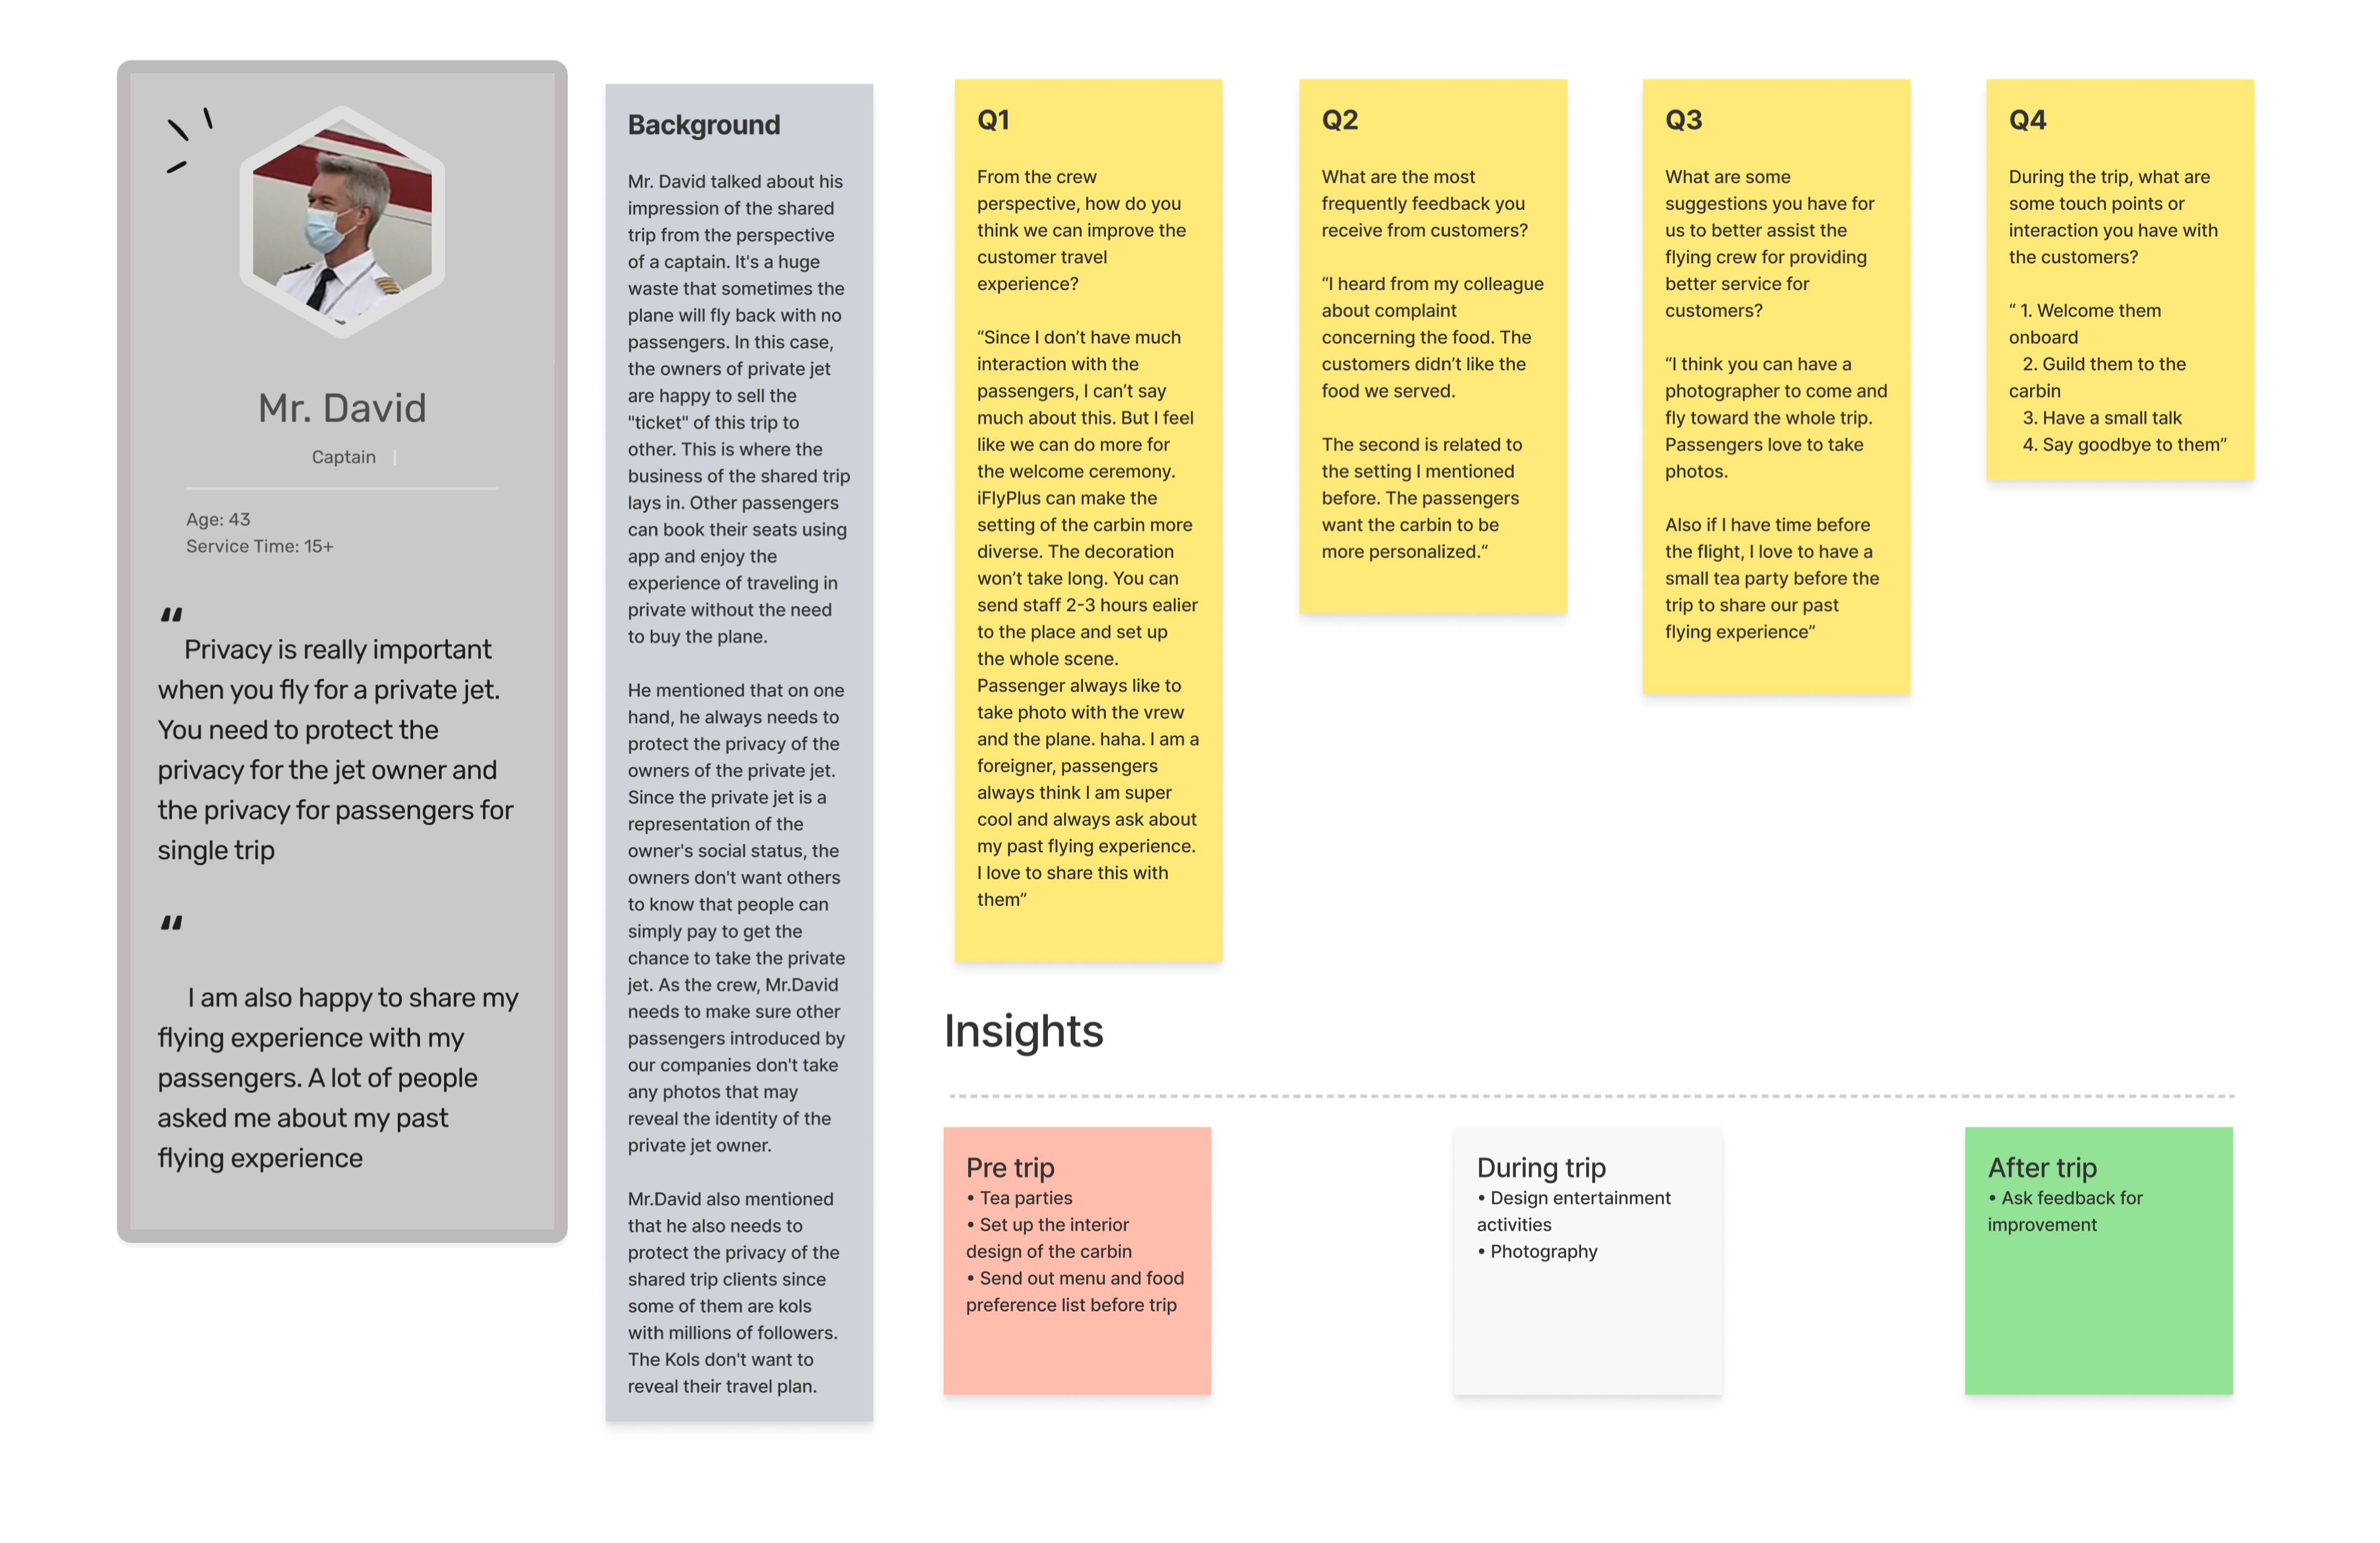 Mr. David
Captain
Age: 43
Service Time: 15+
“
Privacy is really important
when you fly for a private jet.
You need to protect the
privacy for the jet owner and
the privacy for passengers for
single trip
“
I am also happy to share my
flying experience with my
passengers. A lot of people
asked me about my past
flying experience
Background
Mr. David talked about his
impression of the shared
trip from the perspective
of a captain. It's a huge
waste that sometimes the
plane will fly back with no
passengers. In this case,
the owners of private jet
are happy to sell the
"ticket" of this trip to
other. This is where the
business of the shared trip
lays in. Other passengers
can book their seats using
app and enjoy the
experience of traveling in
private without the need
to buy the plane.
He mentioned that on one
hand, he always needs to
protect the privacy of the
owners of the private jet.
Since the private jet is a
representation of the
owner's social status, the
owners don't want others
to know that people can
simply pay to get the
chance to take the private
jet. As the crew, Mr.David
needs to make sure other
passengers introduced by
our companies don't take
any photos that may
reveal the identity of the
private jet owner.
Mr.David also mentioned
that he also needs to
protect the privacy of the
shared trip clients since
some of them are kols
with millions of followers.
The Kols don't want to
reveal their travel plan.
Q1
From the crew
perspective, how do you
think we can improve the
customer travel
experience?
“Since I don’t have much
interaction with the
passengers, I can’t say
much about this. But I feel
like we can do more for
the welcome ceremony.
iFlyPlus can make the
setting of the carbin more
diverse. The decoration
won’t take long. You can
send staff 2-3 hours ealier
to the place and set up
the whole scene.
Passenger always like to
take photo with the vrew
and the plane. haha. I am a
foreigner, passengers
always think I am super
cool and always ask about
my past flying experience.
I love to share this with
them”
Q2
What are the most
frequently feedback you
receive from customers?
“I heard from my colleague
about complaint
concerning the food. The
customers didn’t like the
food we served.
The second is related to
the setting I mentioned
before. The passengers
want the carbin to be
more personalized.“
Q3
What are some
suggestions you have for
us to better assist the
flying crew for providing
better service for
customers?
“I think you can have a
photographer to come and
fly toward the whole trip.
Passengers love to take
photos.
Also if I have time before
the flight, I love to have a
small tea party before the
trip to share our past
flying experience”
Q4
During the trip, what are
some touch points or
interaction you have with
the customers?
“ 1. Welcome them
onboard
2. Guild them to the
carbin
3. Have a small talk
4. Say goodbye to them”
Insights
Pre trip
• Tea parties
• Set up the interior
design of the carbin
• Send out menu and food
preference list before trip
During trip
• Design entertainment
activities
• Photography
After trip
• Ask feedback for
improvement